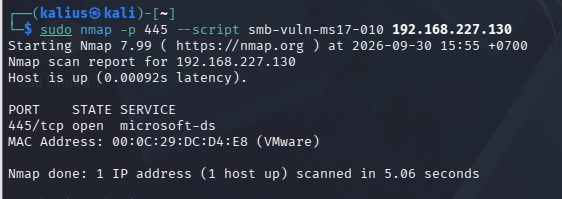 ┌──(kalius㉿kali)-[~]
└─$ sudo nmap -p 445 --script smb-vuln-ms17-010 192.168.227.130
Starting Nmap 7.99 ( https://nmap.org ) at 2026-09-30 15:55 +0700
Nmap scan report for 192.168.227.130
Host is up (0.00092s latency).

PORT    STATE SERVICE
445/tcp open  microsoft-ds
MAC Address: 00:0C:29:DC:D4:E8 (VMware)

Nmap done: 1 IP address (1 host up) scanned in 5.06 seconds